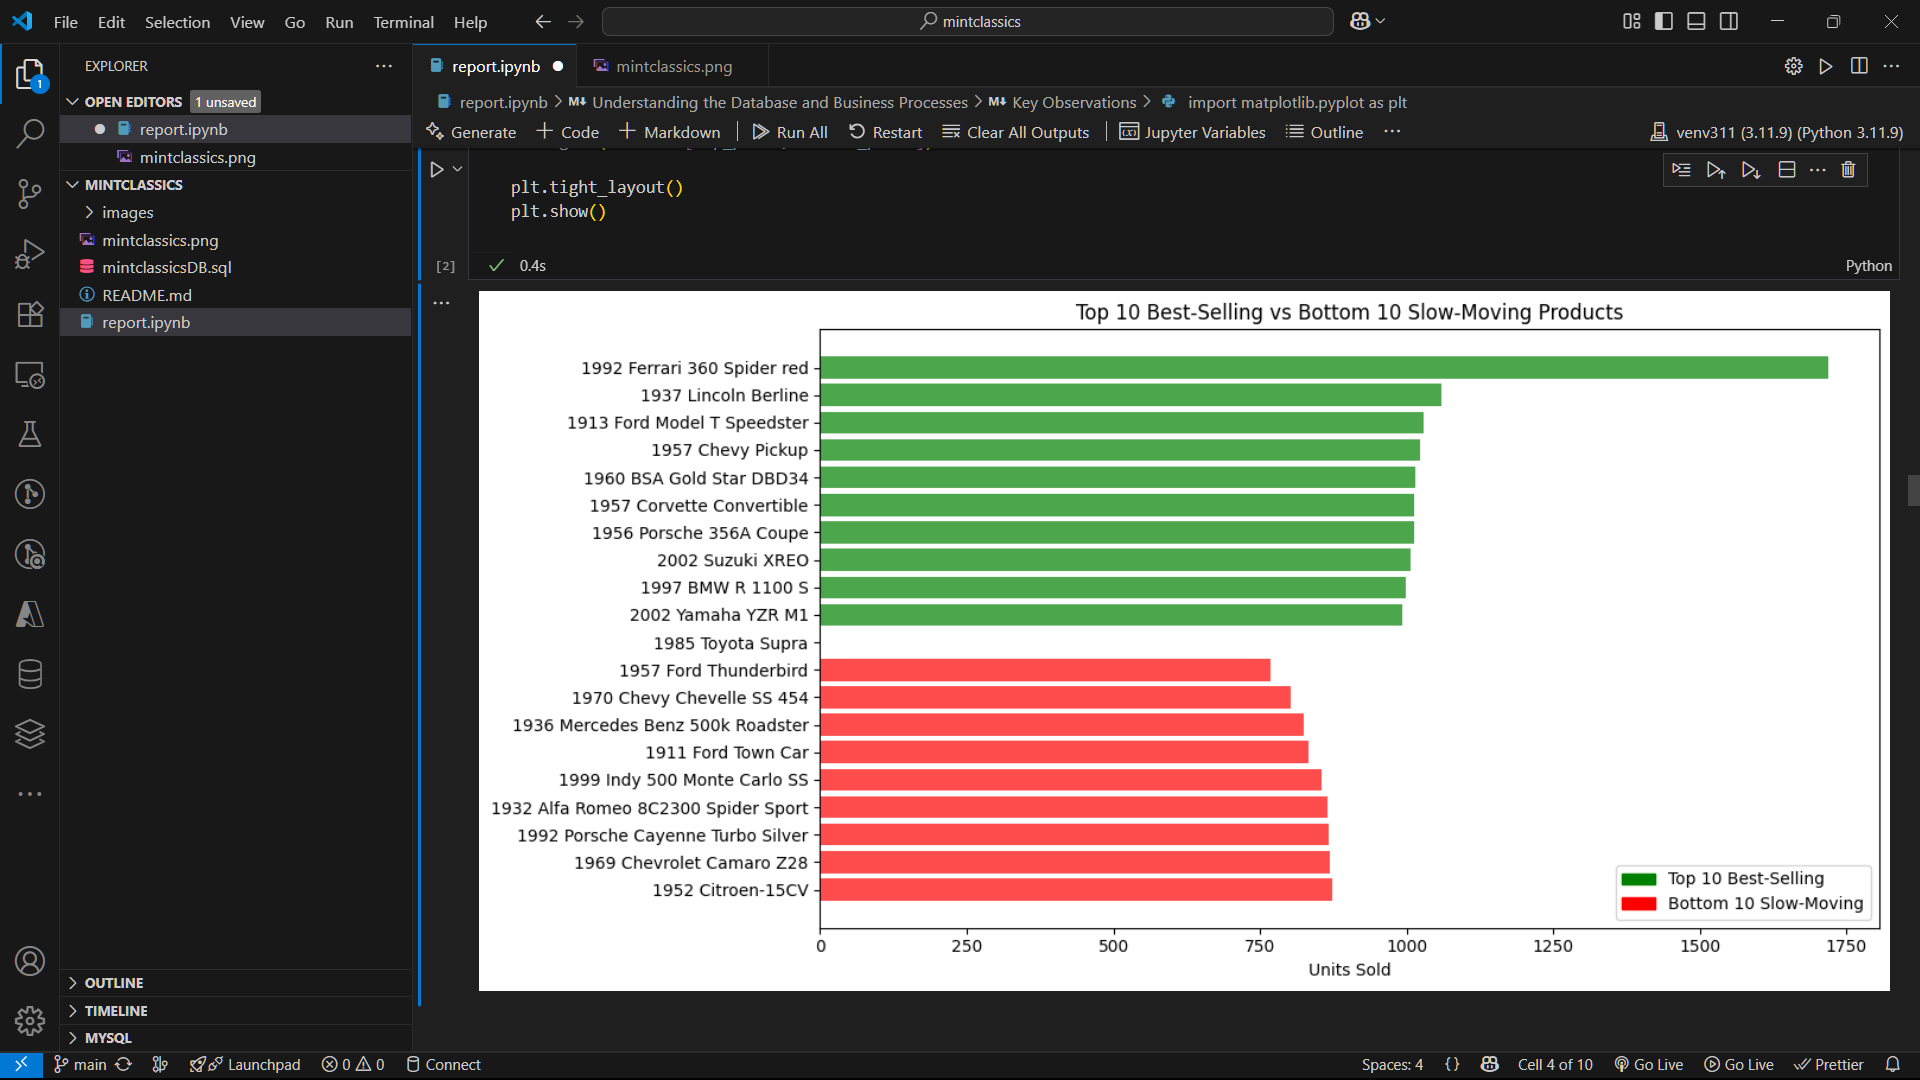 File Edit Selection View Go Run Terminal Help mintclassics
EXPLORER
OPEN EDITORS 1 unsaved
report.ipynb
mintclassics.png
MINTCLASSICS
images
mintclassics.png
mintclassicsDB.sql
README.md
report.ipynb
OUTLINE
TIMELINE
MYSQL
1
report.ipynb mintclassics.png
report.ipynb > M↓ Understanding the Database and Business Processes > M↓ Key Observations > import matplotlib.pyplot as plt
Generate + Code + Markdown Run All Restart Clear All Outputs Jupyter Variables Outline ... venv311 (3.11.9) (Python 3.11.9)
plt.tight_layout()
plt.show()
[2] 0.4s Python
Top 10 Best-Selling vs Bottom 10 Slow-Moving Products
1992 Ferrari 360 Spider red
1937 Lincoln Berline
1913 Ford Model T Speedster
1957 Chevy Pickup
1960 BSA Gold Star DBD34
1957 Corvette Convertible
1956 Porsche 356A Coupe
2002 Suzuki XREO
1997 BMW R 1100 S
2002 Yamaha YZR M1
1985 Toyota Supra
1957 Ford Thunderbird
1970 Chevy Chevelle SS 454
1936 Mercedes Benz 500k Roadster
1911 Ford Town Car
1999 Indy 500 Monte Carlo SS
1932 Alfa Romeo 8C2300 Spider Sport
1992 Porsche Cayenne Turbo Silver
1969 Chevrolet Camaro Z28
1952 Citroen-15CV
Top 10 Best-Selling
Bottom 10 Slow-Moving
0 250 500 750 1000 1250 1500 1750
Units Sold
main Launchpad 0 0 Connect Spaces: 4 {} Cell 4 of 10 Go Live Go Live Prettier